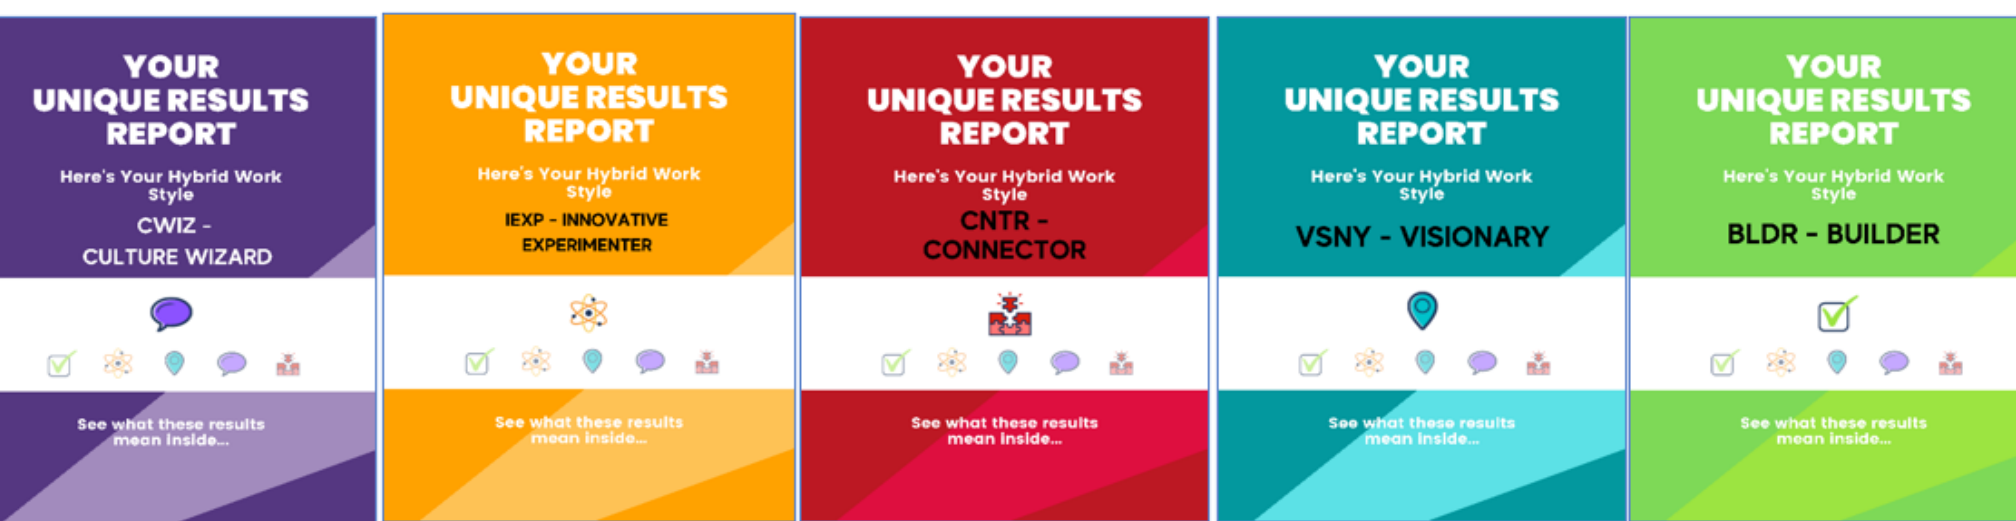 YOUR
UNIQUE RESULTS
REPORT
Here's Your Hybrid Work
Style
CWIZ -
CULTURE WIZARD
See what these results
mean inside...
YOUR
UNIQUE RESULTS
REPORT
Here's Your Hybrid Work
Style
IEXP - INNOVATIVE
EXPERIMENTER
See what these results
mean inside...
YOUR
UNIQUE RESULTS
REPORT
Here's Your Hybrid Work
Style
CNTR -
CONNECTOR
See what these results
mean inside...
YOUR
UNIQUE RESULTS
REPORT
Here's Your Hybrid Work
Style
VSNY - VISIONARY
See what these results
mean inside...
YOUR
UNIQUE RESULTS
REPORT
Here's Your Hybrid Work
Style
BLDR - BUILDER
See what these results
mean inside...